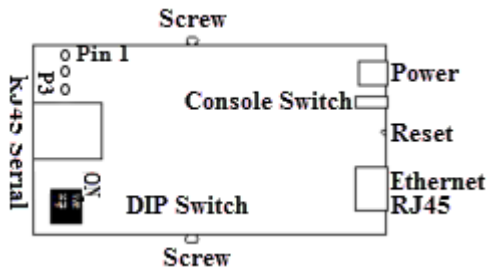 Screw
Pin 1
P3
Power
Console Switch
RJ45 Serial
Reset
ON
Ethernet
RJ45
DIP Switch
Screw